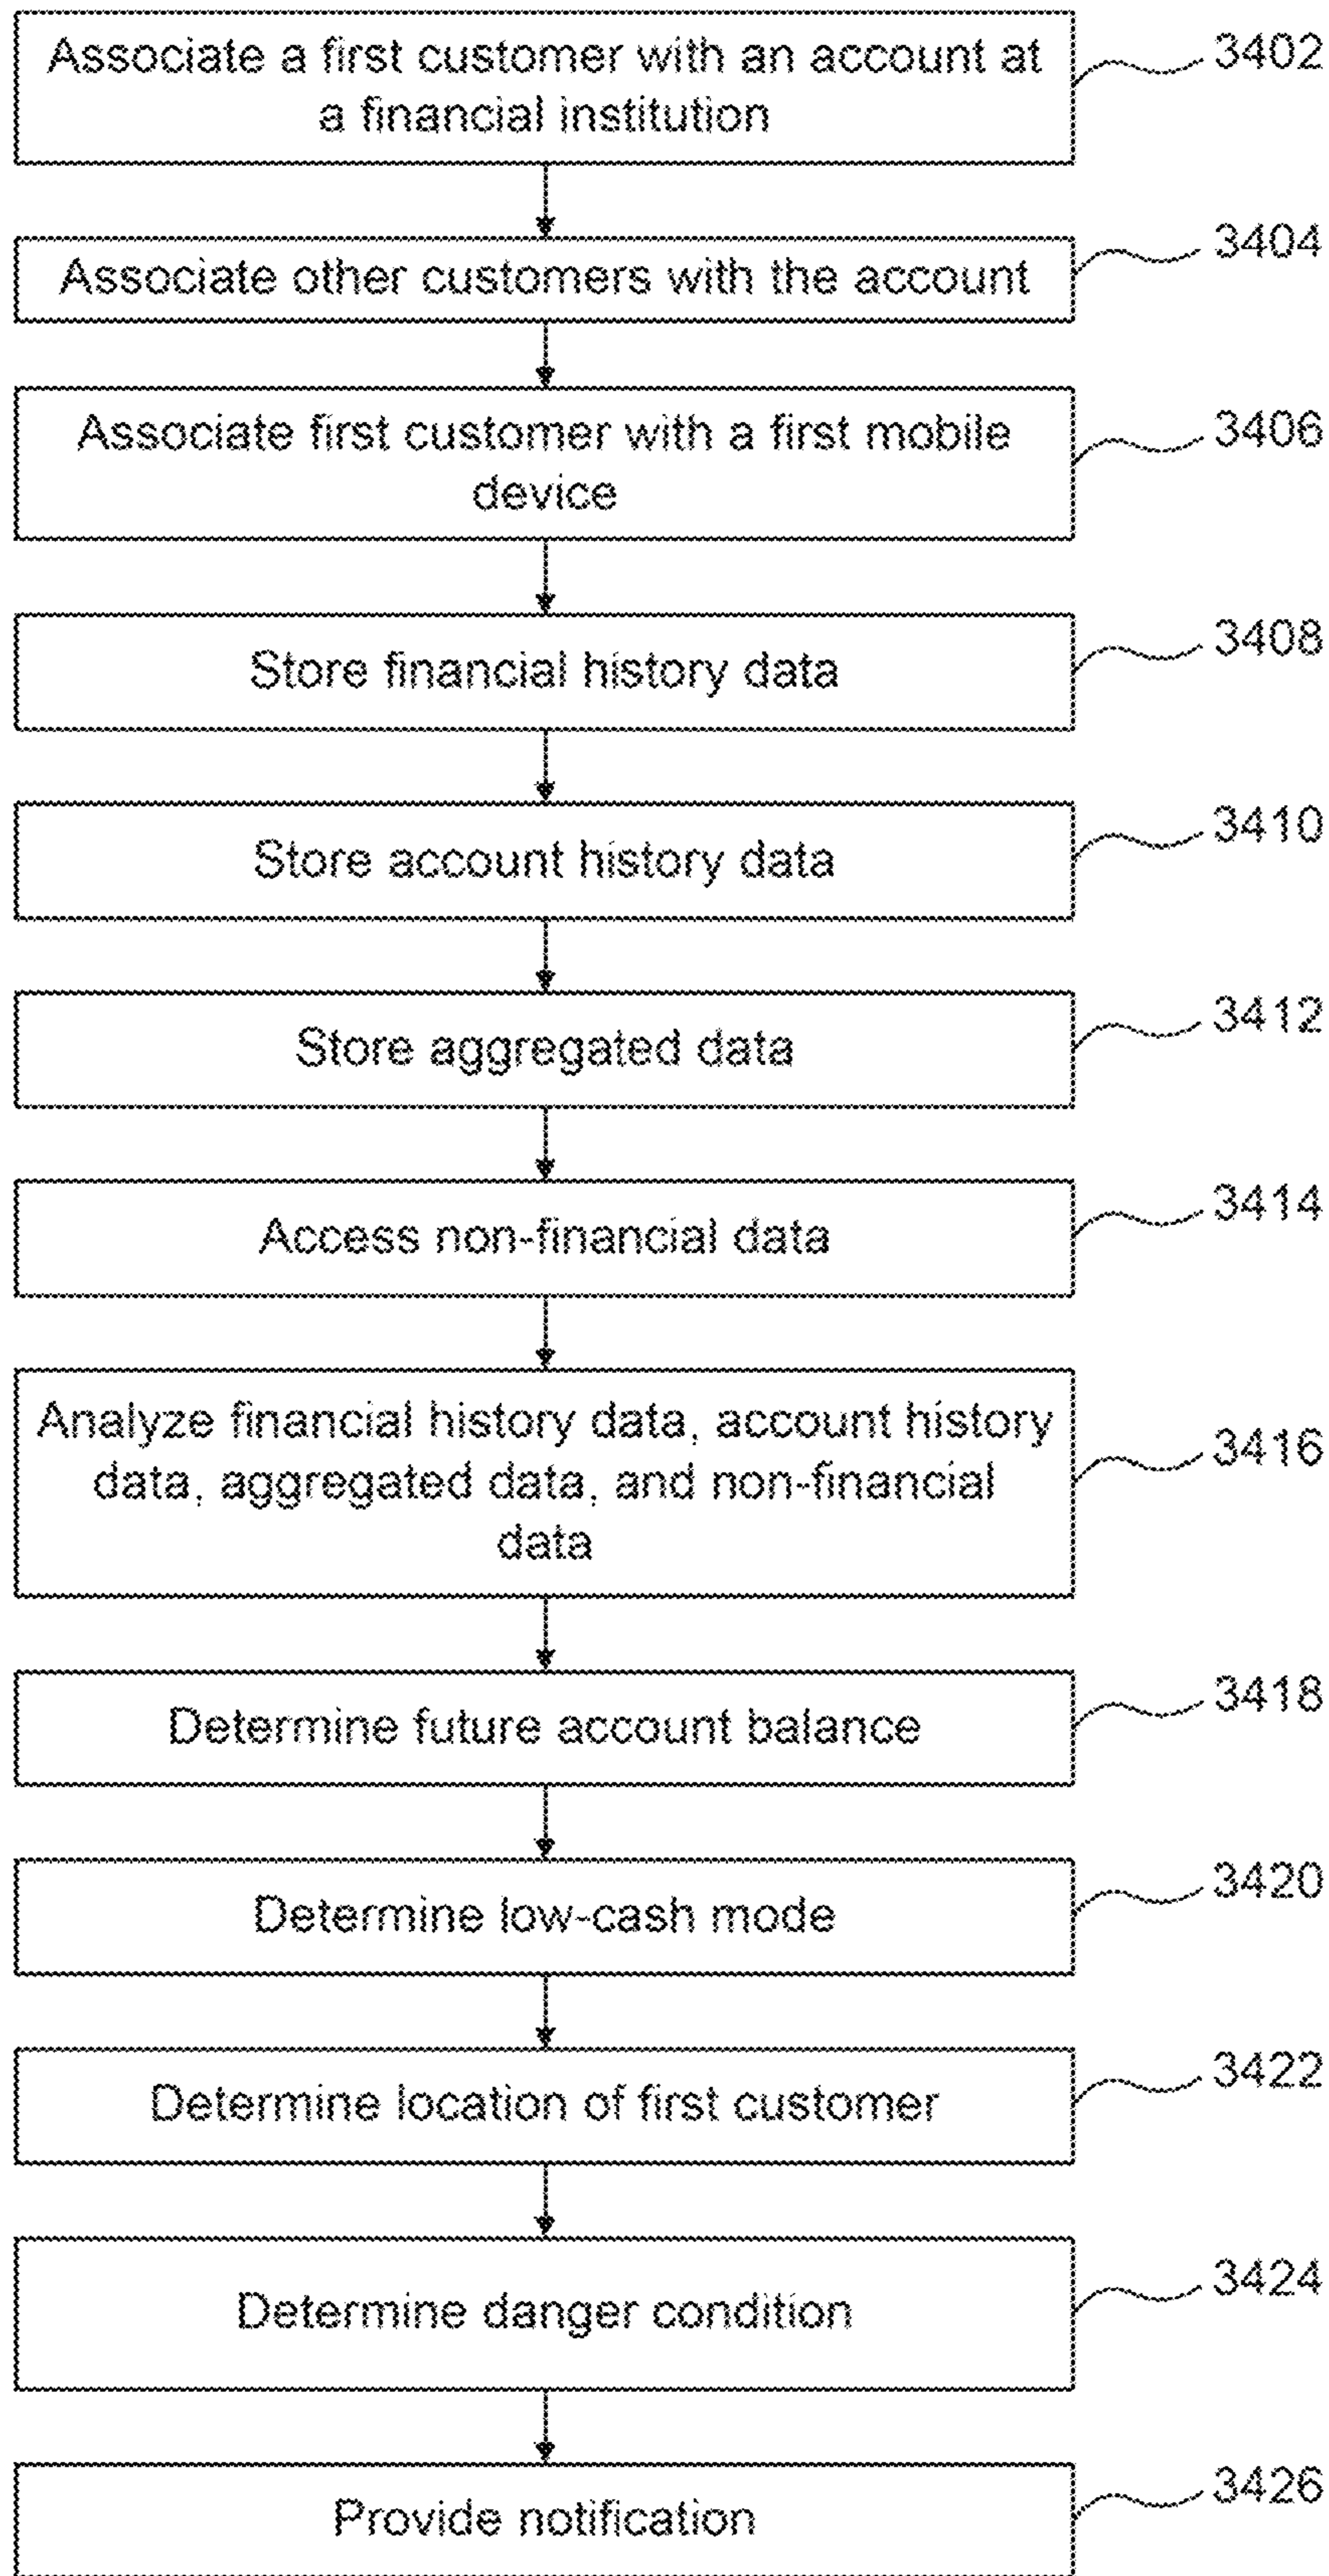 Associate a first customer with an account at
a financial institution
3402
Associate other customers with the account
3404
Associate first customer with a first mobile
device
3406
Store financial history data
3408
Store account history data
3410
Store aggregated data
3412
Access non-financial data
3414
Analyze financial history data, account history
data, aggregated data, and non-financial
data
3416
Determine future account balance
3418
Determine low-cash mode
3420
Determine location of first customer
3422
Determine danger condition
3424
Provide notification
3426